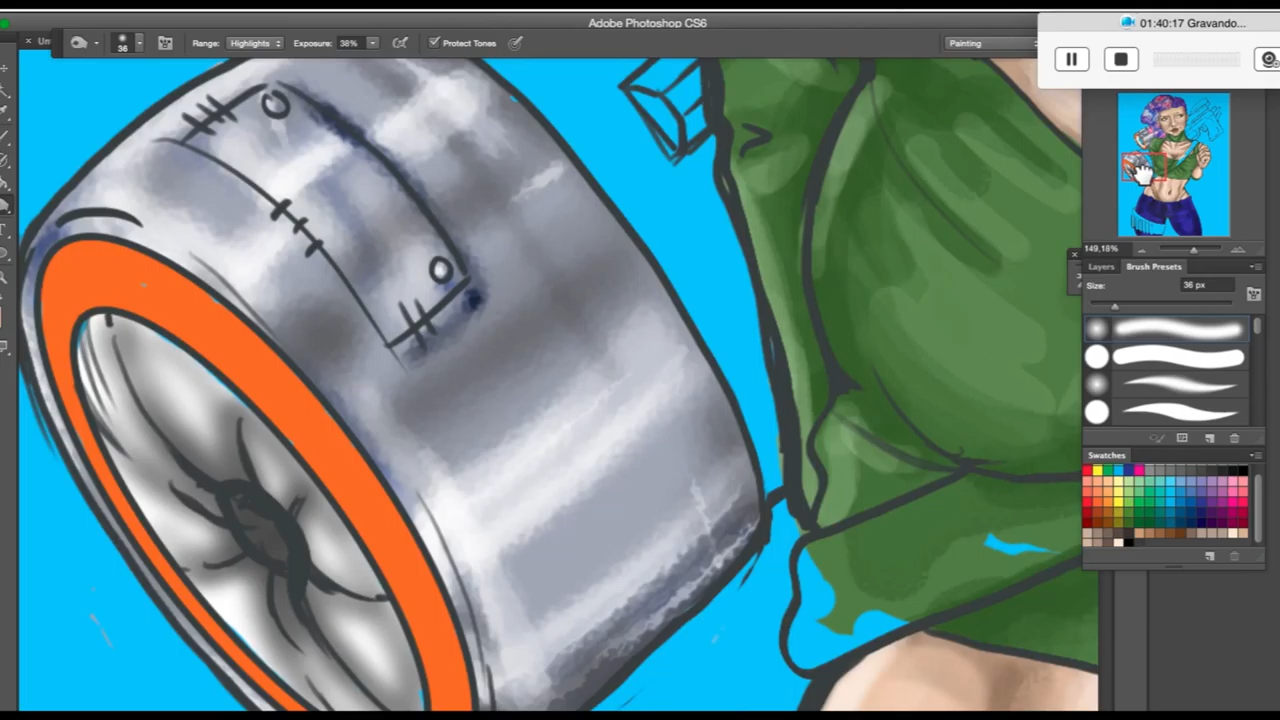 Adobe Photoshop CS6
01:40:17 Gravando...
36
Range: Highlights
Exposure: 38%
Protect Tones
Painting
149,18%
Layers
Brush Presets
Size: 36 px
Swatches